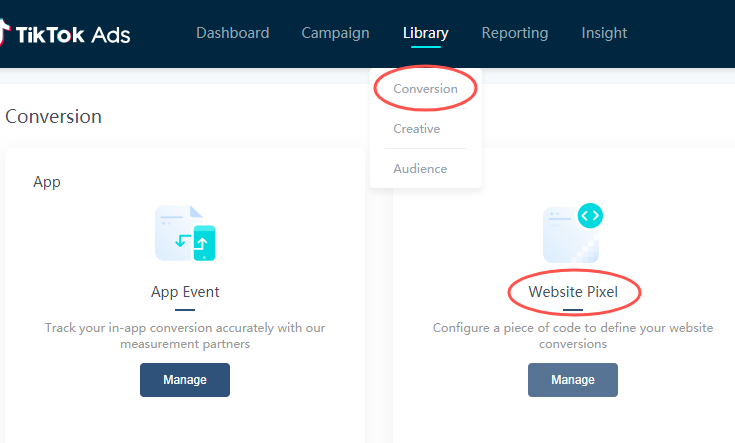 TikTok Ads
Dashboard
Campaign
Library
Reporting
Insight
Conversion
Creative
Audience
Conversion
App
App Event
Track your in-app conversion accurately with our
measurement partners
Manage
Website Pixel
Configure a piece of code to define your website
conversions
Manage